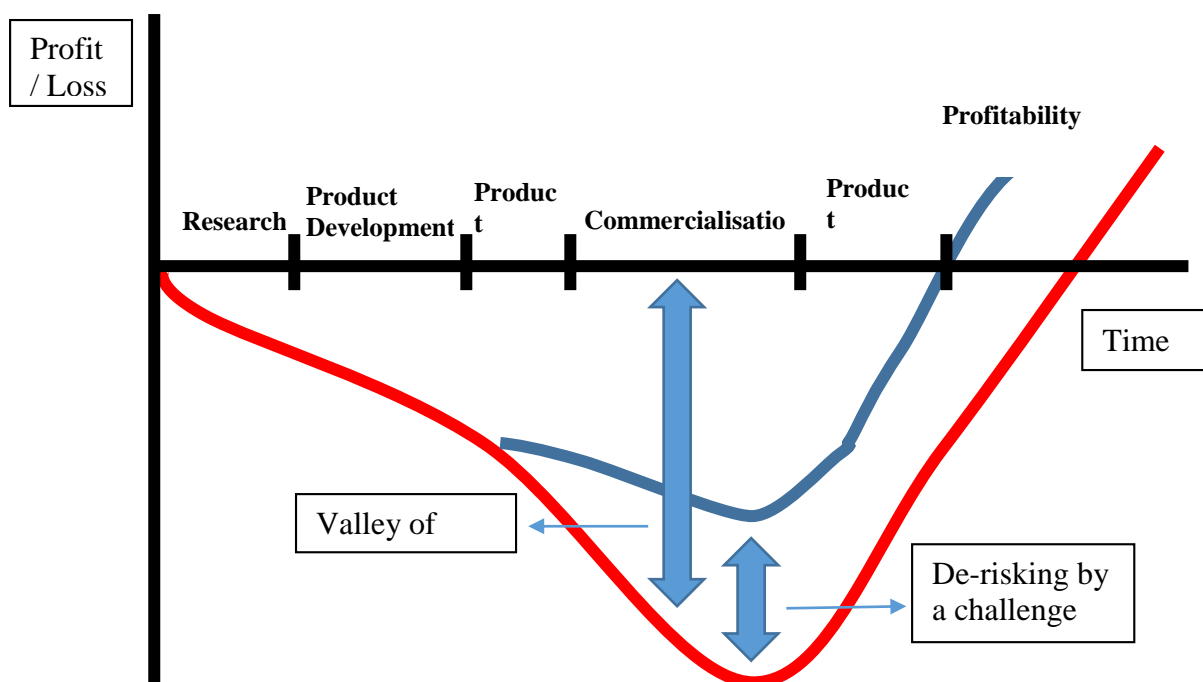 Profit
/ Loss
Profitability
Research
Product
Development
Produc
t
Commercialisatio
Produc
t
Time
Valley of
De-risking by
a challenge